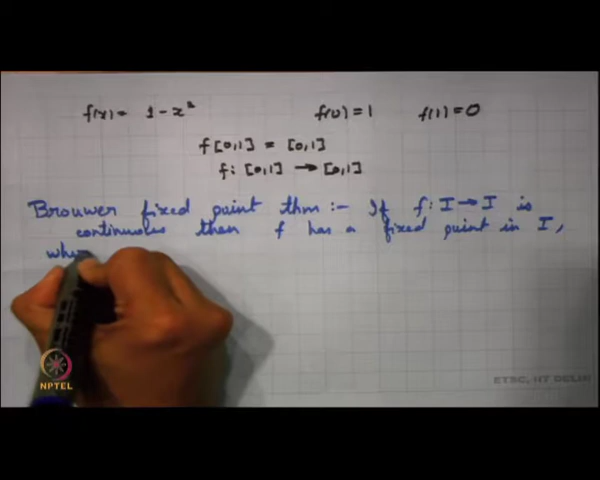 f(x) = 1 - x² f(0) = 1 f(1) = 0
f[0,1] = [0,1]
f: [0,1] → [0,1]
Brouwer fixed point thm :- If f: I → I is
continuous then f has a fixed point in I,
NPTEL
ETSC, IIT DELHI